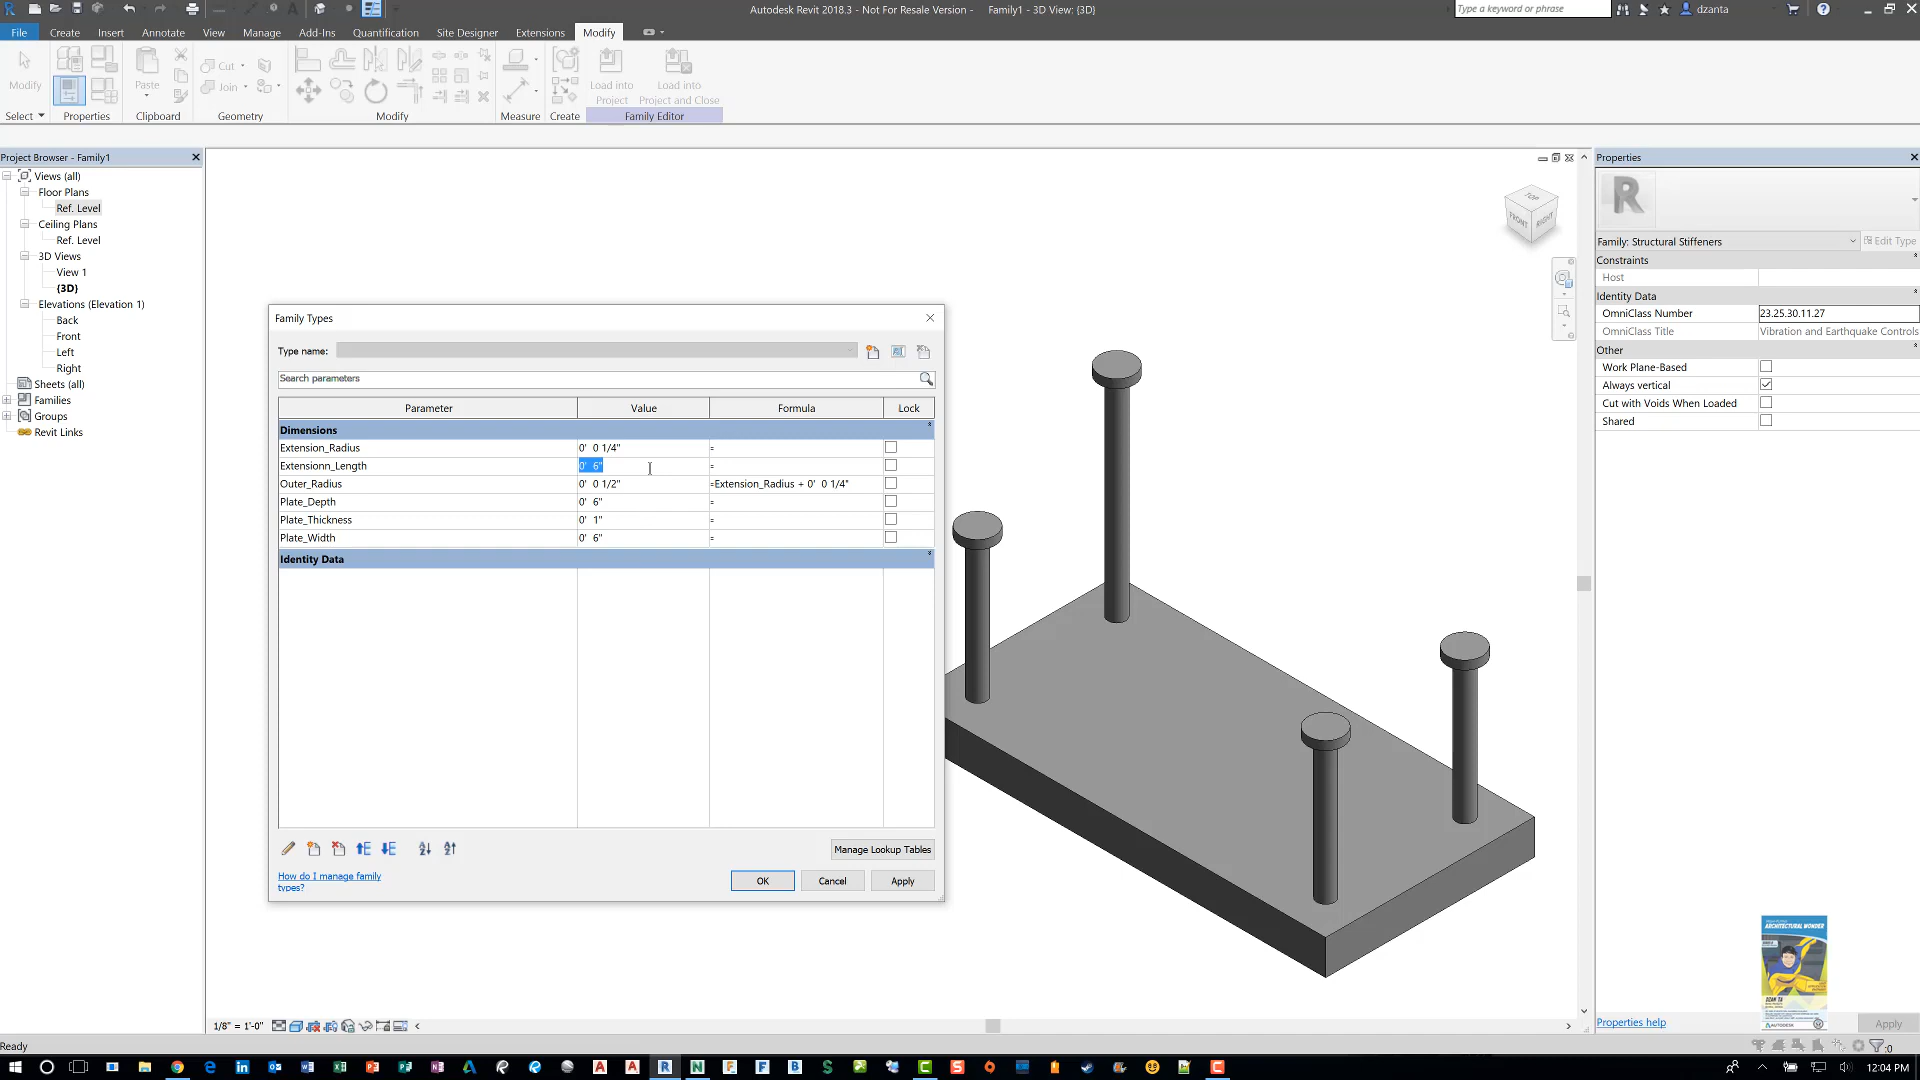 Autodesk Revit 2018.3 - Not For Resale Version -    Family1 - 3D View: {3D}
Type a keyword or phrase
dzanta
File Create Insert Annotate View Manage Add-Ins Quantification Site Designer Extensions Modify
Modify
Paste
Cut
Join
Load into Project
Load into Project and Close
Select Properties Clipboard Geometry Modify Measure Create Family Editor
Project Browser - Family1
Views (all)
Floor Plans
Ref. Level
Ceiling Plans
Ref. Level
3D Views
View 1
{3D}
Elevations (Elevation 1)
Back
Front
Left
Right
Sheets (all)
Families
Groups
Revit Links
TOP
FRONT RIGHT
Family Types
Type name:
Search parameters
Parameter Value Formula Lock
Dimensions
Extension_Radius 0'  0 1/4" =
Extensionn_Length 0'  6" =
Outer_Radius 0'  0 1/2" =Extension_Radius + 0'  0 1/4"
Plate_Depth 0'  6" =
Plate_Thickness 0'  1" =
Plate_Width 0'  6" =
Identity Data
Manage Lookup Tables
How do I manage family
types?
OK Cancel Apply
Properties
R
Family: Structural Stiffeners Edit Type
Constraints
Host
Identity Data
OmniClass Number 23.25.30.11.27
OmniClass Title Vibration and Earthquake Controls
Other
Work Plane-Based
Always vertical
Cut with Voids When Loaded
Shared
ARCHITECTURAL WONDER
AUTODESK
Properties help Apply
1/8" = 1'-0"
Ready
:0
12:04 PM